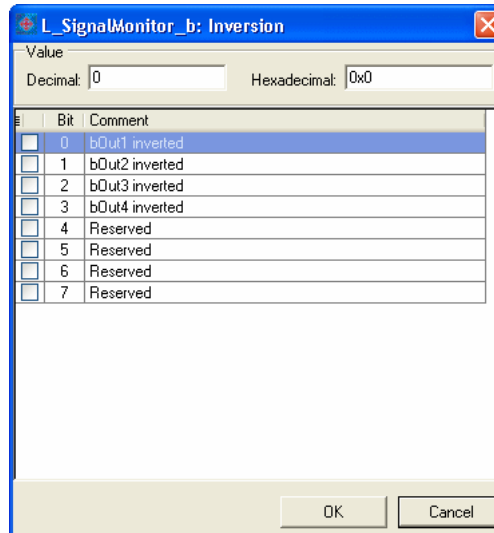 L_SignalMonitor_b: Inversion
Value
Decimal: 0 Hexadecimal: 0x0
Bit Comment
0 bOut1 inverted
1 bOut2 inverted
2 bOut3 inverted
3 bOut4 inverted
4 Reserved
5 Reserved
6 Reserved
7 Reserved
OK Cancel